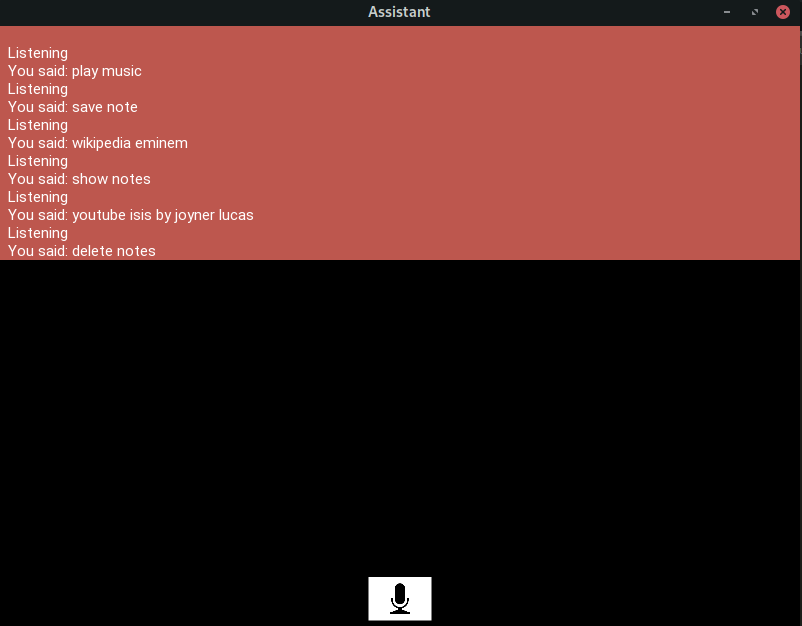 Assistant
Listening
You said: play music
Listening
You said: save note
Listening
You said: wikipedia eminem
Listening
You said: show notes
Listening
You said: youtube isis by joyner lucas
Listening
You said: delete notes